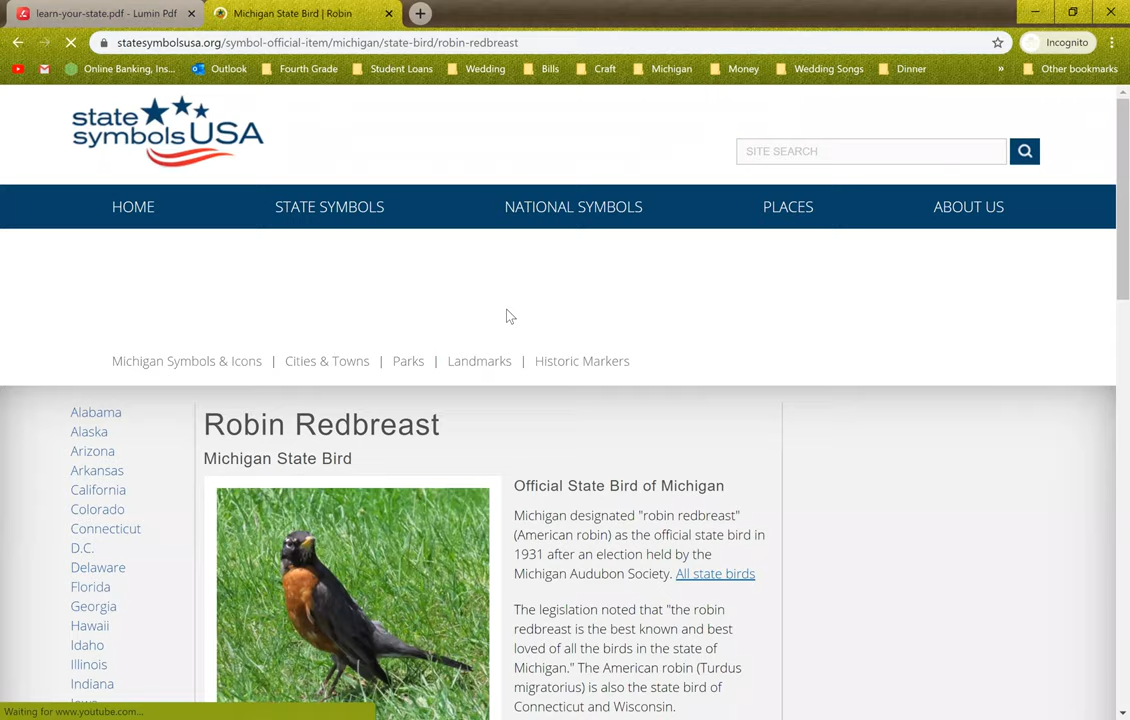 learn-your-state.pdf - Lumin Pdf
Michigan State Bird | Robin
statesymbolsusa.org/symbol-official-item/michigan/state-bird/robin-redbreast
Incognito
Online Banking, Ins...
Outlook
Fourth Grade
Student Loans
Wedding
Bills
Craft
Michigan
Money
Wedding Songs
Dinner
»
Other bookmarks
state
symbolsUSA
SITE SEARCH
HOME
STATE SYMBOLS
NATIONAL SYMBOLS
PLACES
ABOUT US
Michigan Symbols & Icons | Cities & Towns | Parks | Landmarks | Historic Markers
Alabama
Alaska
Arizona
Arkansas
California
Colorado
Connecticut
D.C.
Delaware
Florida
Georgia
Hawaii
Idaho
Illinois
Indiana
Robin Redbreast
Michigan State Bird
Official State Bird of Michigan
Michigan designated "robin redbreast"
(American robin) as the official state bird in
1931 after an election held by the
Michigan Audubon Society. All state birds
The legislation noted that "the robin
redbreast is the best known and best
loved of all the birds in the state of
Michigan." The American robin (Turdus
migratorius) is also the state bird of
Connecticut and Wisconsin.
Waiting for www.youtube.com...